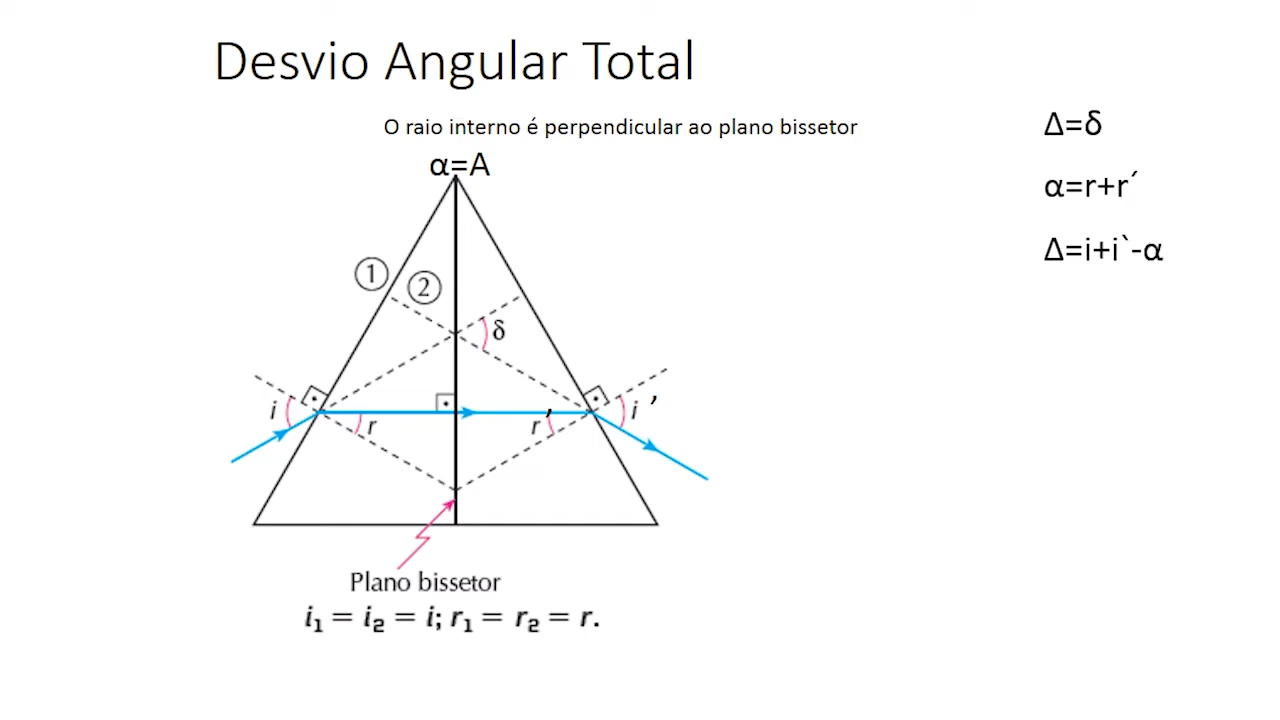 Desvio Angular Total
O raio interno é perpendicular ao plano bissetor
Δ=δ
α=A
α=r+r´
Δ=i+i`-α
1
2
δ
i
r
r’
i ’
Plano bissetor
i₁ = i₂ = i; r₁ = r₂ = r.